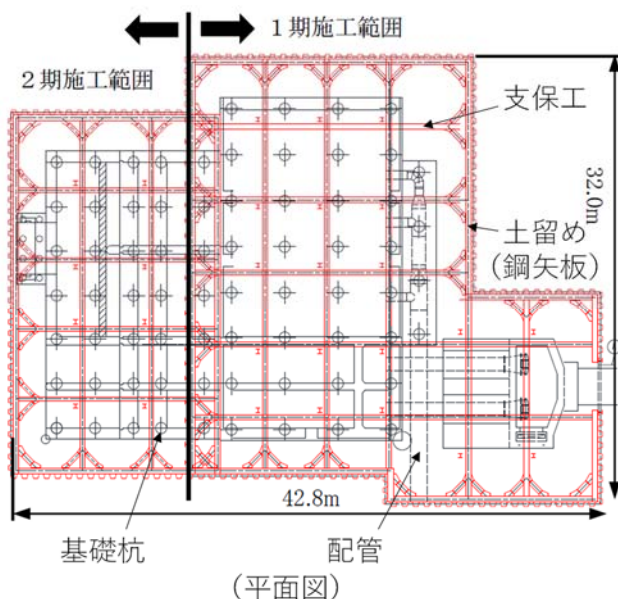 1期施工範囲
2期施工範囲
支保工
32.0m
土留め
(鋼矢板)
42.8m
基礎杭
配管
(平面図)